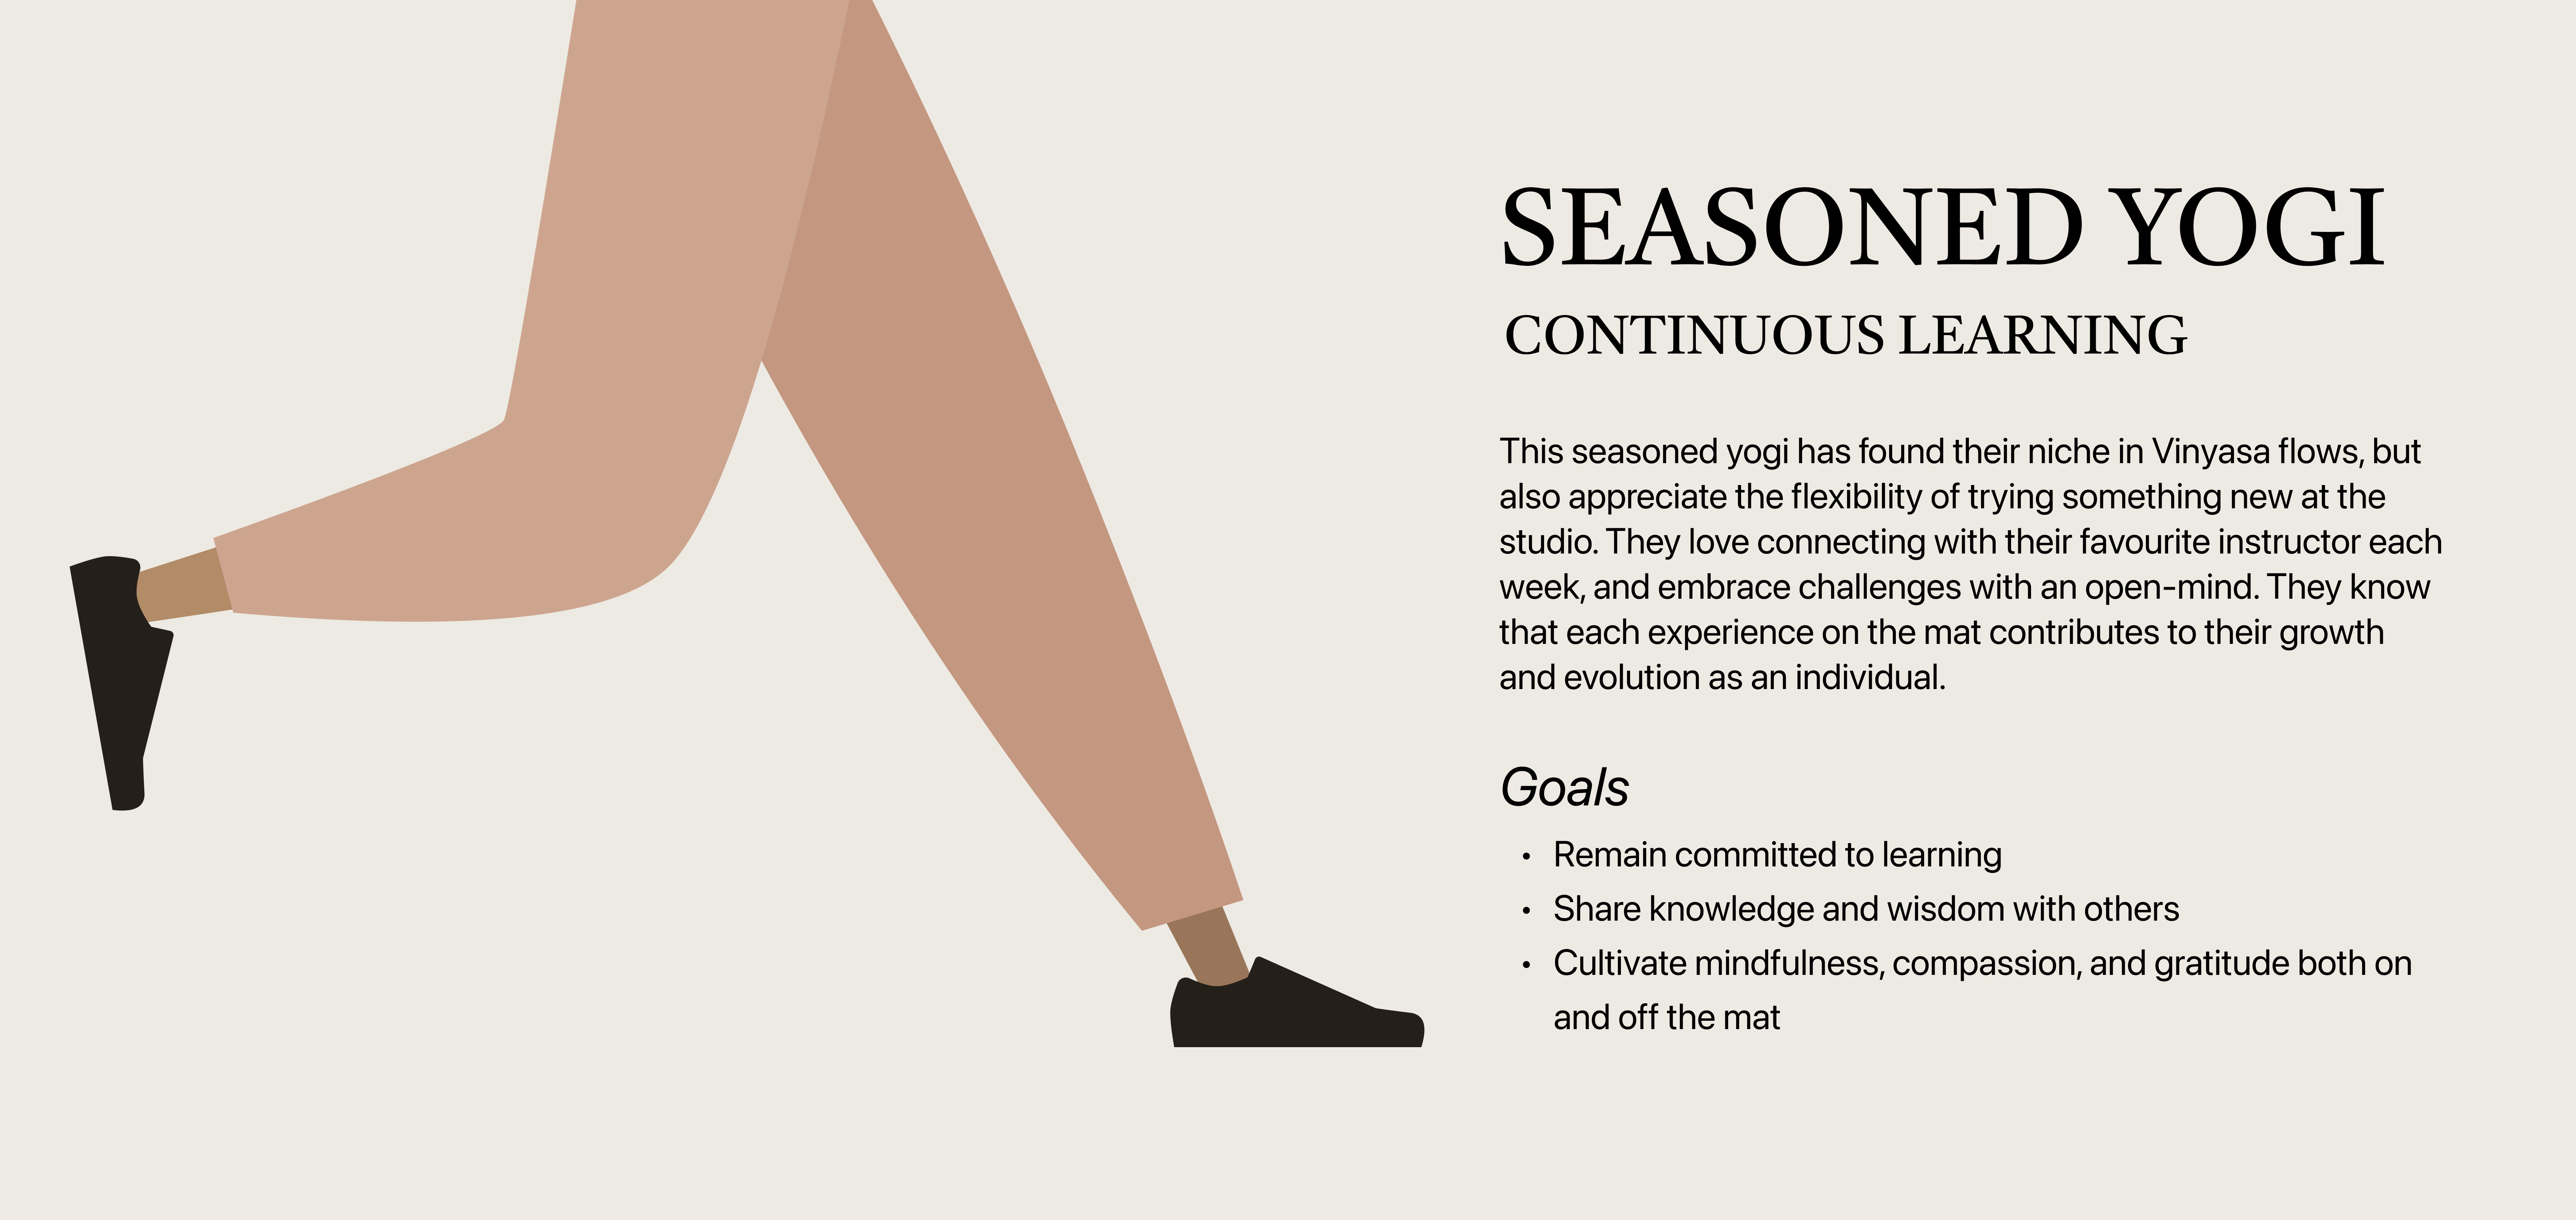 SEASONED YOGI
CONTINUOUS LEARNING
This seasoned yogi has found their niche in Vinyasa flows, but
also appreciate the flexibility of trying something new at the
studio. They love connecting with their favourite instructor each
week, and embrace challenges with an open-mind. They know
that each experience on the mat contributes to their growth
and evolution as an individual.
Goals
• Remain committed to learning
• Share knowledge and wisdom with others
• Cultivate mindfulness, compassion, and gratitude both on
and off the mat